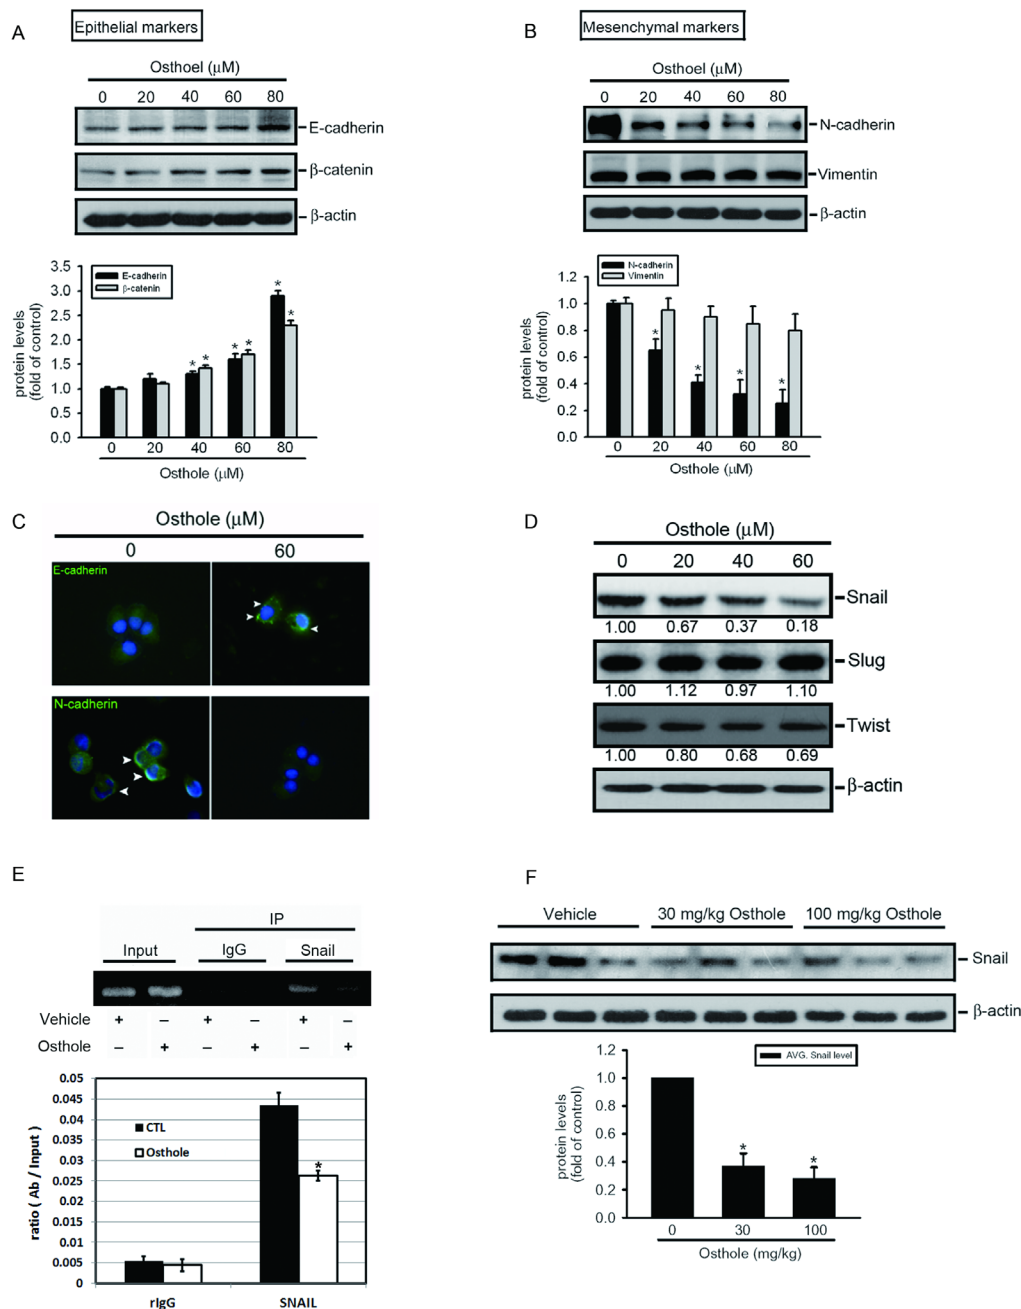 A
Epithelial markers
Osthoel (μM)
0 20 40 60 80
E-cadherin
β-catenin
β-actin
3.5
3.0
2.5
2.0
1.5
1.0
0.5
0.0
protein levels
(fold of control)
E-cadherin
β-catenin
* * * * * *
0 20 40 60 80
Osthole (μM)
B
Mesenchymal markers
Osthoel (μM)
0 20 40 60 80
N-cadherin
Vimentin
β-actin
1.2
1.0
0.8
0.6
0.4
0.2
0.0
protein levels
(fold of control)
N-cadherin
Vimentin
* * * *
0 20 40 60 80
Osthole (μM)
C
Osthole (μM)
0 60
E-cadherin
N-cadherin
D
Osthole (μM)
0 20 40 60
Snail
1.00 0.67 0.37 0.18
Slug
1.00 1.12 0.97 1.10
Twist
1.00 0.80 0.68 0.69
β-actin
E
IP
Input IgG Snail
Vehicle + – + – + –
Osthole – + – + – +
0.05
0.045
0.04
0.035
0.03
0.025
0.02
0.015
0.01
0.005
0
ratio ( Ab / Input )
CTL
Osthole
*
rIgG SNAIL
F
Vehicle 30 mg/kg Osthole 100 mg/kg Osthole
Snail
β-actin
1.2
1.0
0.8
0.6
0.4
0.2
0.0
protein levels
(fold of control)
AVG. Snail level
* *
0 30 100
Osthole (mg/kg)